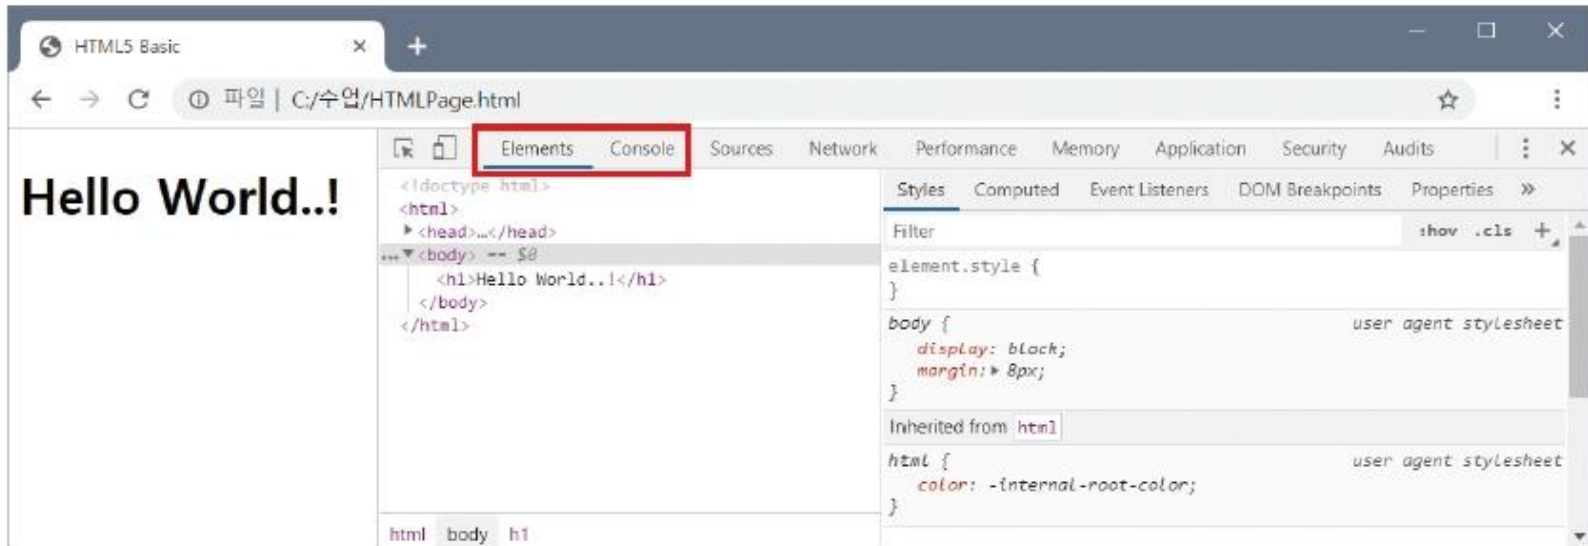 HTML5 Basic × +
파일 | C:/수업/HTMLPage.html
Elements Console Sources Network Performance Memory Application Security Audits
Hello World..!
<!doctype html>
<html>
<head>…</head>
...▼<body> == $0
<h1>Hello World..!</h1>
</body>
</html>
html body h1
Styles Computed Event Listeners DOM Breakpoints Properties »
Filter :hov .cls +
element.style {
}
body { user agent stylesheet
display: block;
margin:▶ 8px;
}
Inherited from html
html { user agent stylesheet
color: -internal-root-color;
}